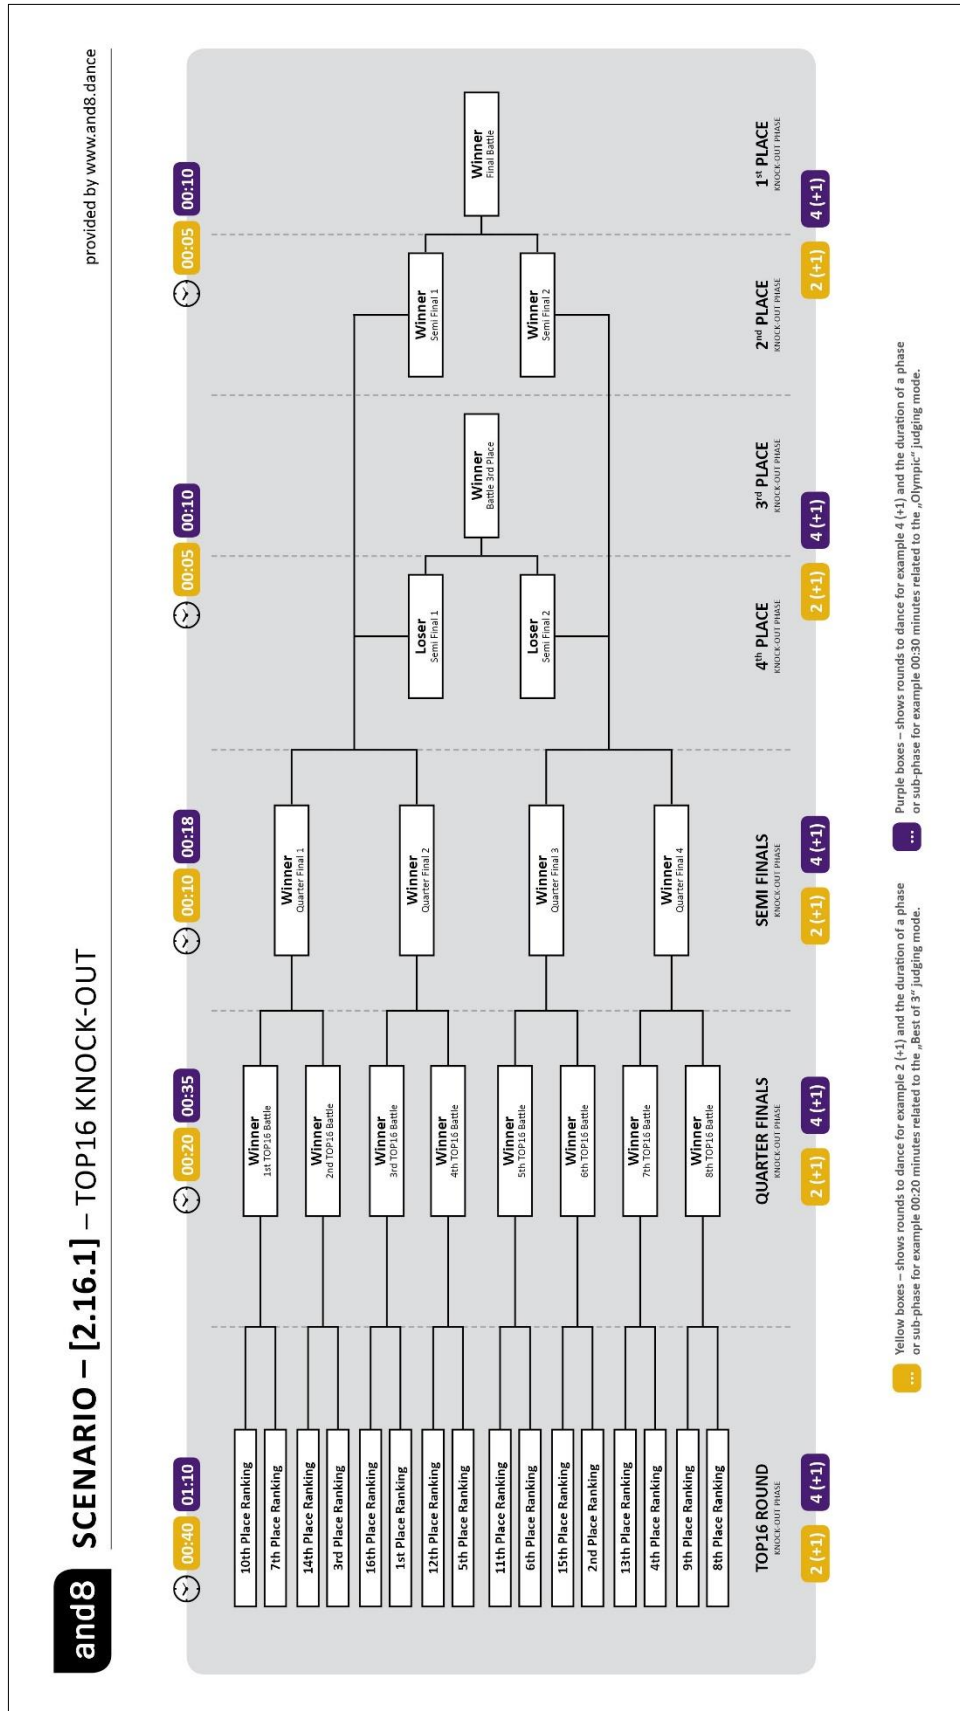 and8
SCENARIO – [2.16.1] – TOP16 KNOCK-OUT
provided by www.and8.dance
00:40 01:10
00:20 00:35
00:10 00:18
00:05 00:10
00:05 00:10
10th Place Ranking
7th Place Ranking
14th Place Ranking
3rd Place Ranking
16th Place Ranking
1st Place Ranking
12th Place Ranking
5th Place Ranking
11th Place Ranking
6th Place Ranking
15th Place Ranking
2nd Place Ranking
13th Place Ranking
4th Place Ranking
9th Place Ranking
8th Place Ranking
Winner
1st TOP16 Battle
Winner
2nd TOP16 Battle
Winner
3rd TOP16 Battle
Winner
4th TOP16 Battle
Winner
5th TOP16 Battle
Winner
6th TOP16 Battle
Winner
7th TOP16 Battle
Winner
8th TOP16 Battle
Winner
Quarter Final 1
Winner
Quarter Final 2
Winner
Quarter Final 3
Winner
Quarter Final 4
Loser
Semi Final 1
Loser
Semi Final 2
Winner
Battle 3rd Place
Winner
Semi Final 1
Winner
Semi Final 2
Winner
Final Battle
TOP16 ROUND
KNOCK-OUT PHASE
QUARTER FINALS
KNOCK-OUT PHASE
SEMI FINALS
KNOCK-OUT PHASE
4th PLACE
KNOCK-OUT PHASE
3rd PLACE
KNOCK-OUT PHASE
2nd PLACE
KNOCK-OUT PHASE
1st PLACE
KNOCK-OUT PHASE
2 (+1) 4 (+1)
2 (+1) 4 (+1)
2 (+1) 4 (+1)
2 (+1) 4 (+1)
2 (+1) 4 (+1)
... Yellow boxes – shows rounds to dance for example 2 (+1) and the duration of a phase
or sub-phase for example 00:20 minutes related to the „Best of 3“ judging mode.
... Purple boxes – shows rounds to dance for example 4 (+1) and the duration of a phase
or sub-phase for example 00:30 minutes related to the „Olympic“ judging mode.